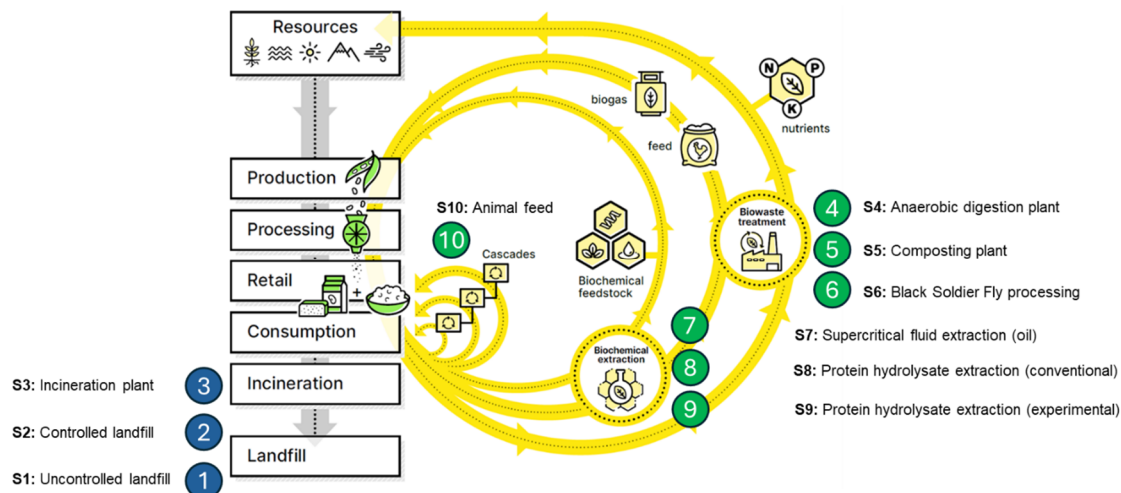 Resources
N
P
K
nutrients
biogas
feed
Production
S10: Animal feed
10
Processing
Cascades
Retail
+
Biochemical
feedstock
Consumption
Biowaste
treatment
4
S4: Anaerobic digestion plant
5
S5: Composting plant
6
S6: Black Soldier Fly processing
7
S7: Supercritical fluid extraction (oil)
Biochemical
extraction
8
S8: Protein hydrolysate extraction (conventional)
9
S9: Protein hydrolysate extraction (experimental)
S3: Incineration plant
3
Incineration
S2: Controlled landfill
2
Landfill
S1: Uncontrolled landfill
1